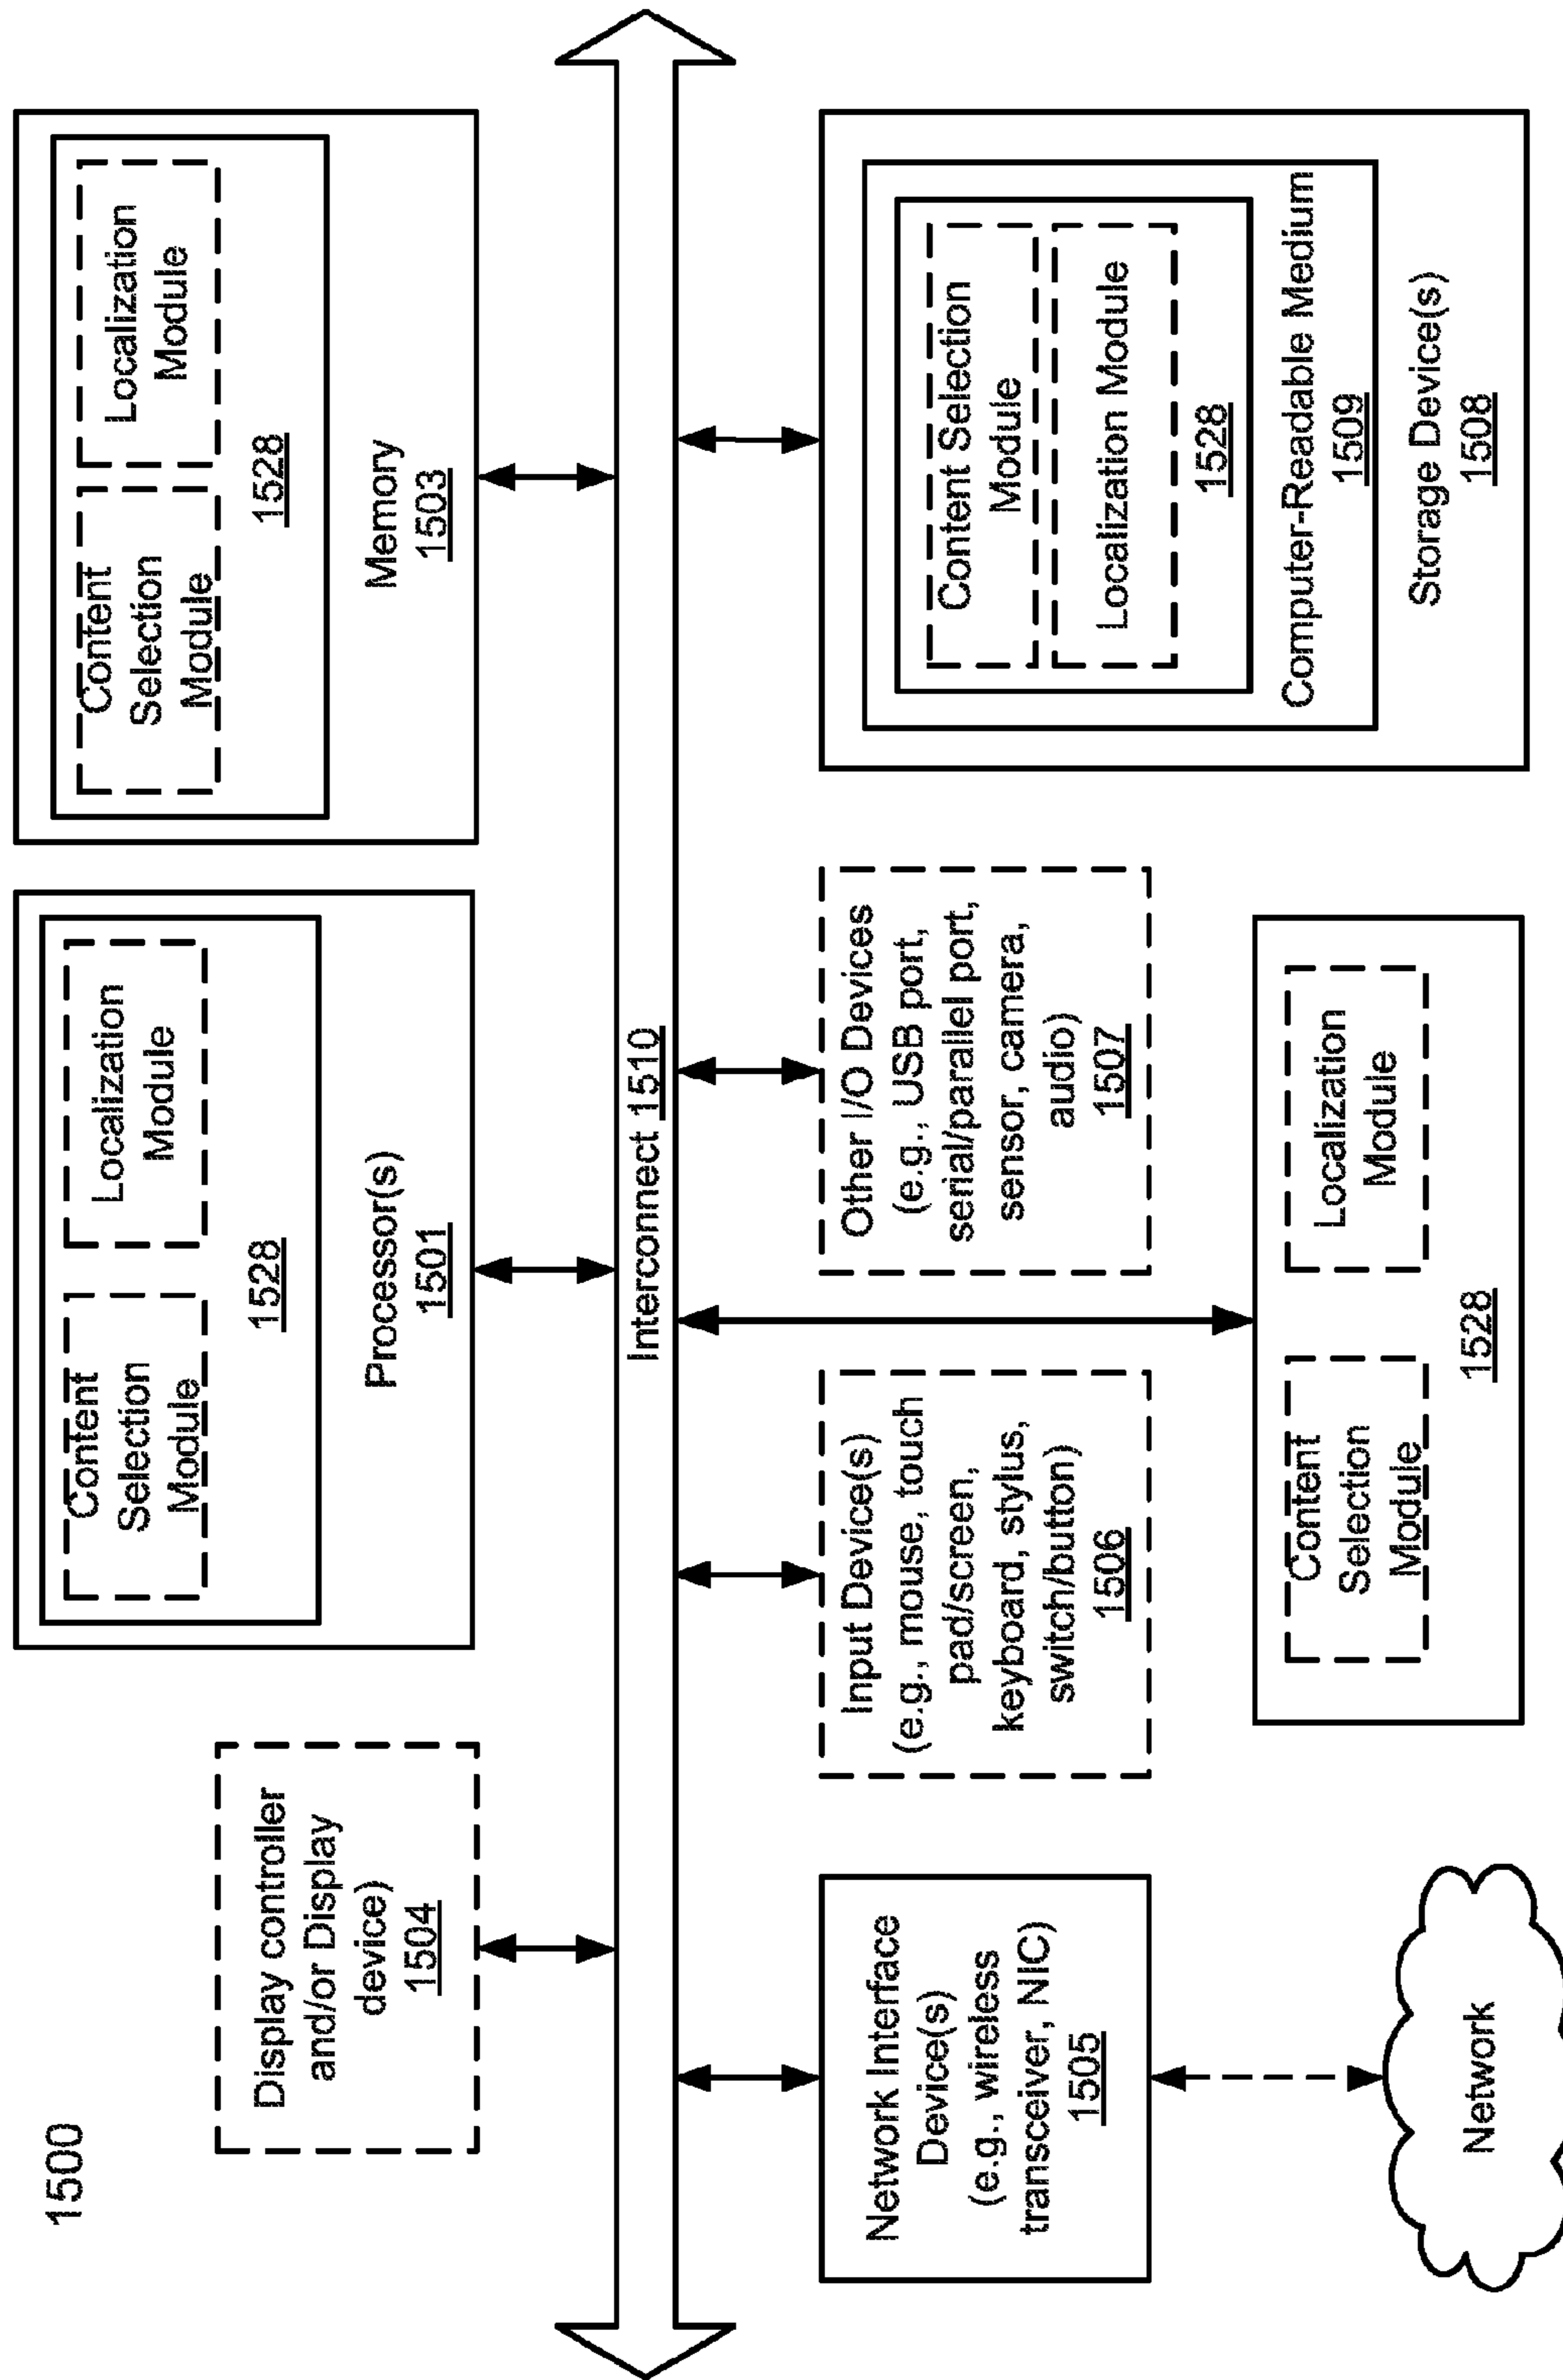 1500
Display controller
and/or Display
device)
1504
Content
Selection
Module
Localization
Module
1528
Processor(s)
1501
Content
Selection
Module
Localization
Module
1528
Memory
1503
Interconnect 1510
Network Interface
Device(s)
(e.g., wireless
transceiver, NIC)
1505
Input Device(s)
(e.g., mouse, touch
pad/screen,
keyboard, stylus,
switch/button)
1506
Other I/O Devices
(e.g., USB port,
serial/parallel port,
sensor, camera,
audio)
1507
Content Selection
Module
Localization Module
1528
Computer-Readable Medium
1509
Storage Device(s)
1508
Network
Content
Selection
Module
Localization
Module
1528